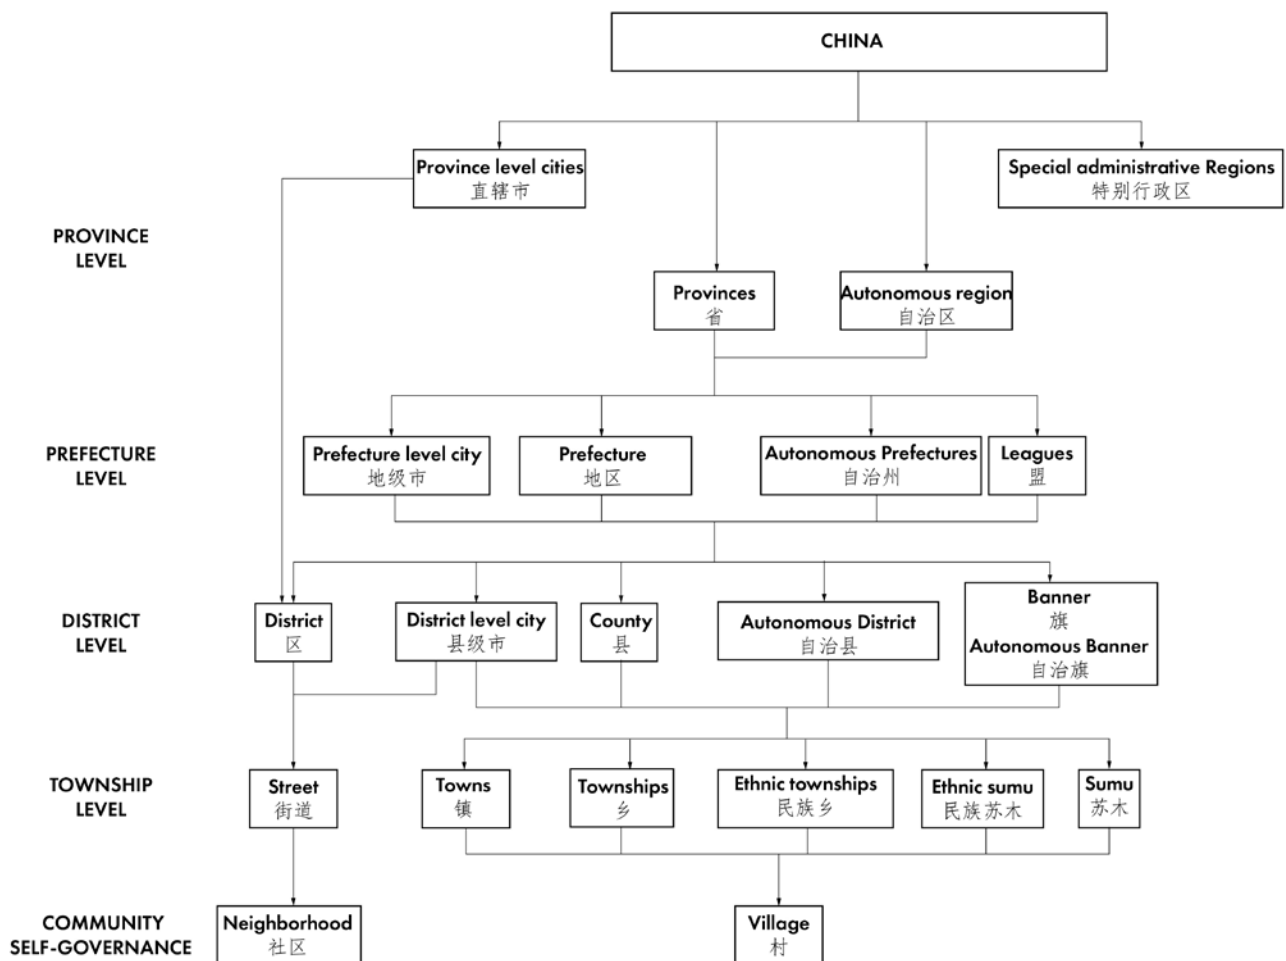 CHINA
Province level cities
直辖市
Special administrative Regions
特别行政区
PROVINCE
LEVEL
Provinces
省
Autonomous region
自治区
PREFECTURE
LEVEL
Prefecture level city
地级市
Prefecture
地区
Autonomous Prefectures
自治州
Leagues
盟
DISTRICT
LEVEL
District
区
District level city
县级市
County
县
Autonomous District
自治县
Banner
旗
Autonomous Banner
自治旗
TOWNSHIP
LEVEL
Street
街道
Towns
镇
Townships
乡
Ethnic townships
民族乡
Ethnic sumu
民族苏木
Sumu
苏木
COMMUNITY
SELF-GOVERNANCE
Neighborhood
社区
Village
村